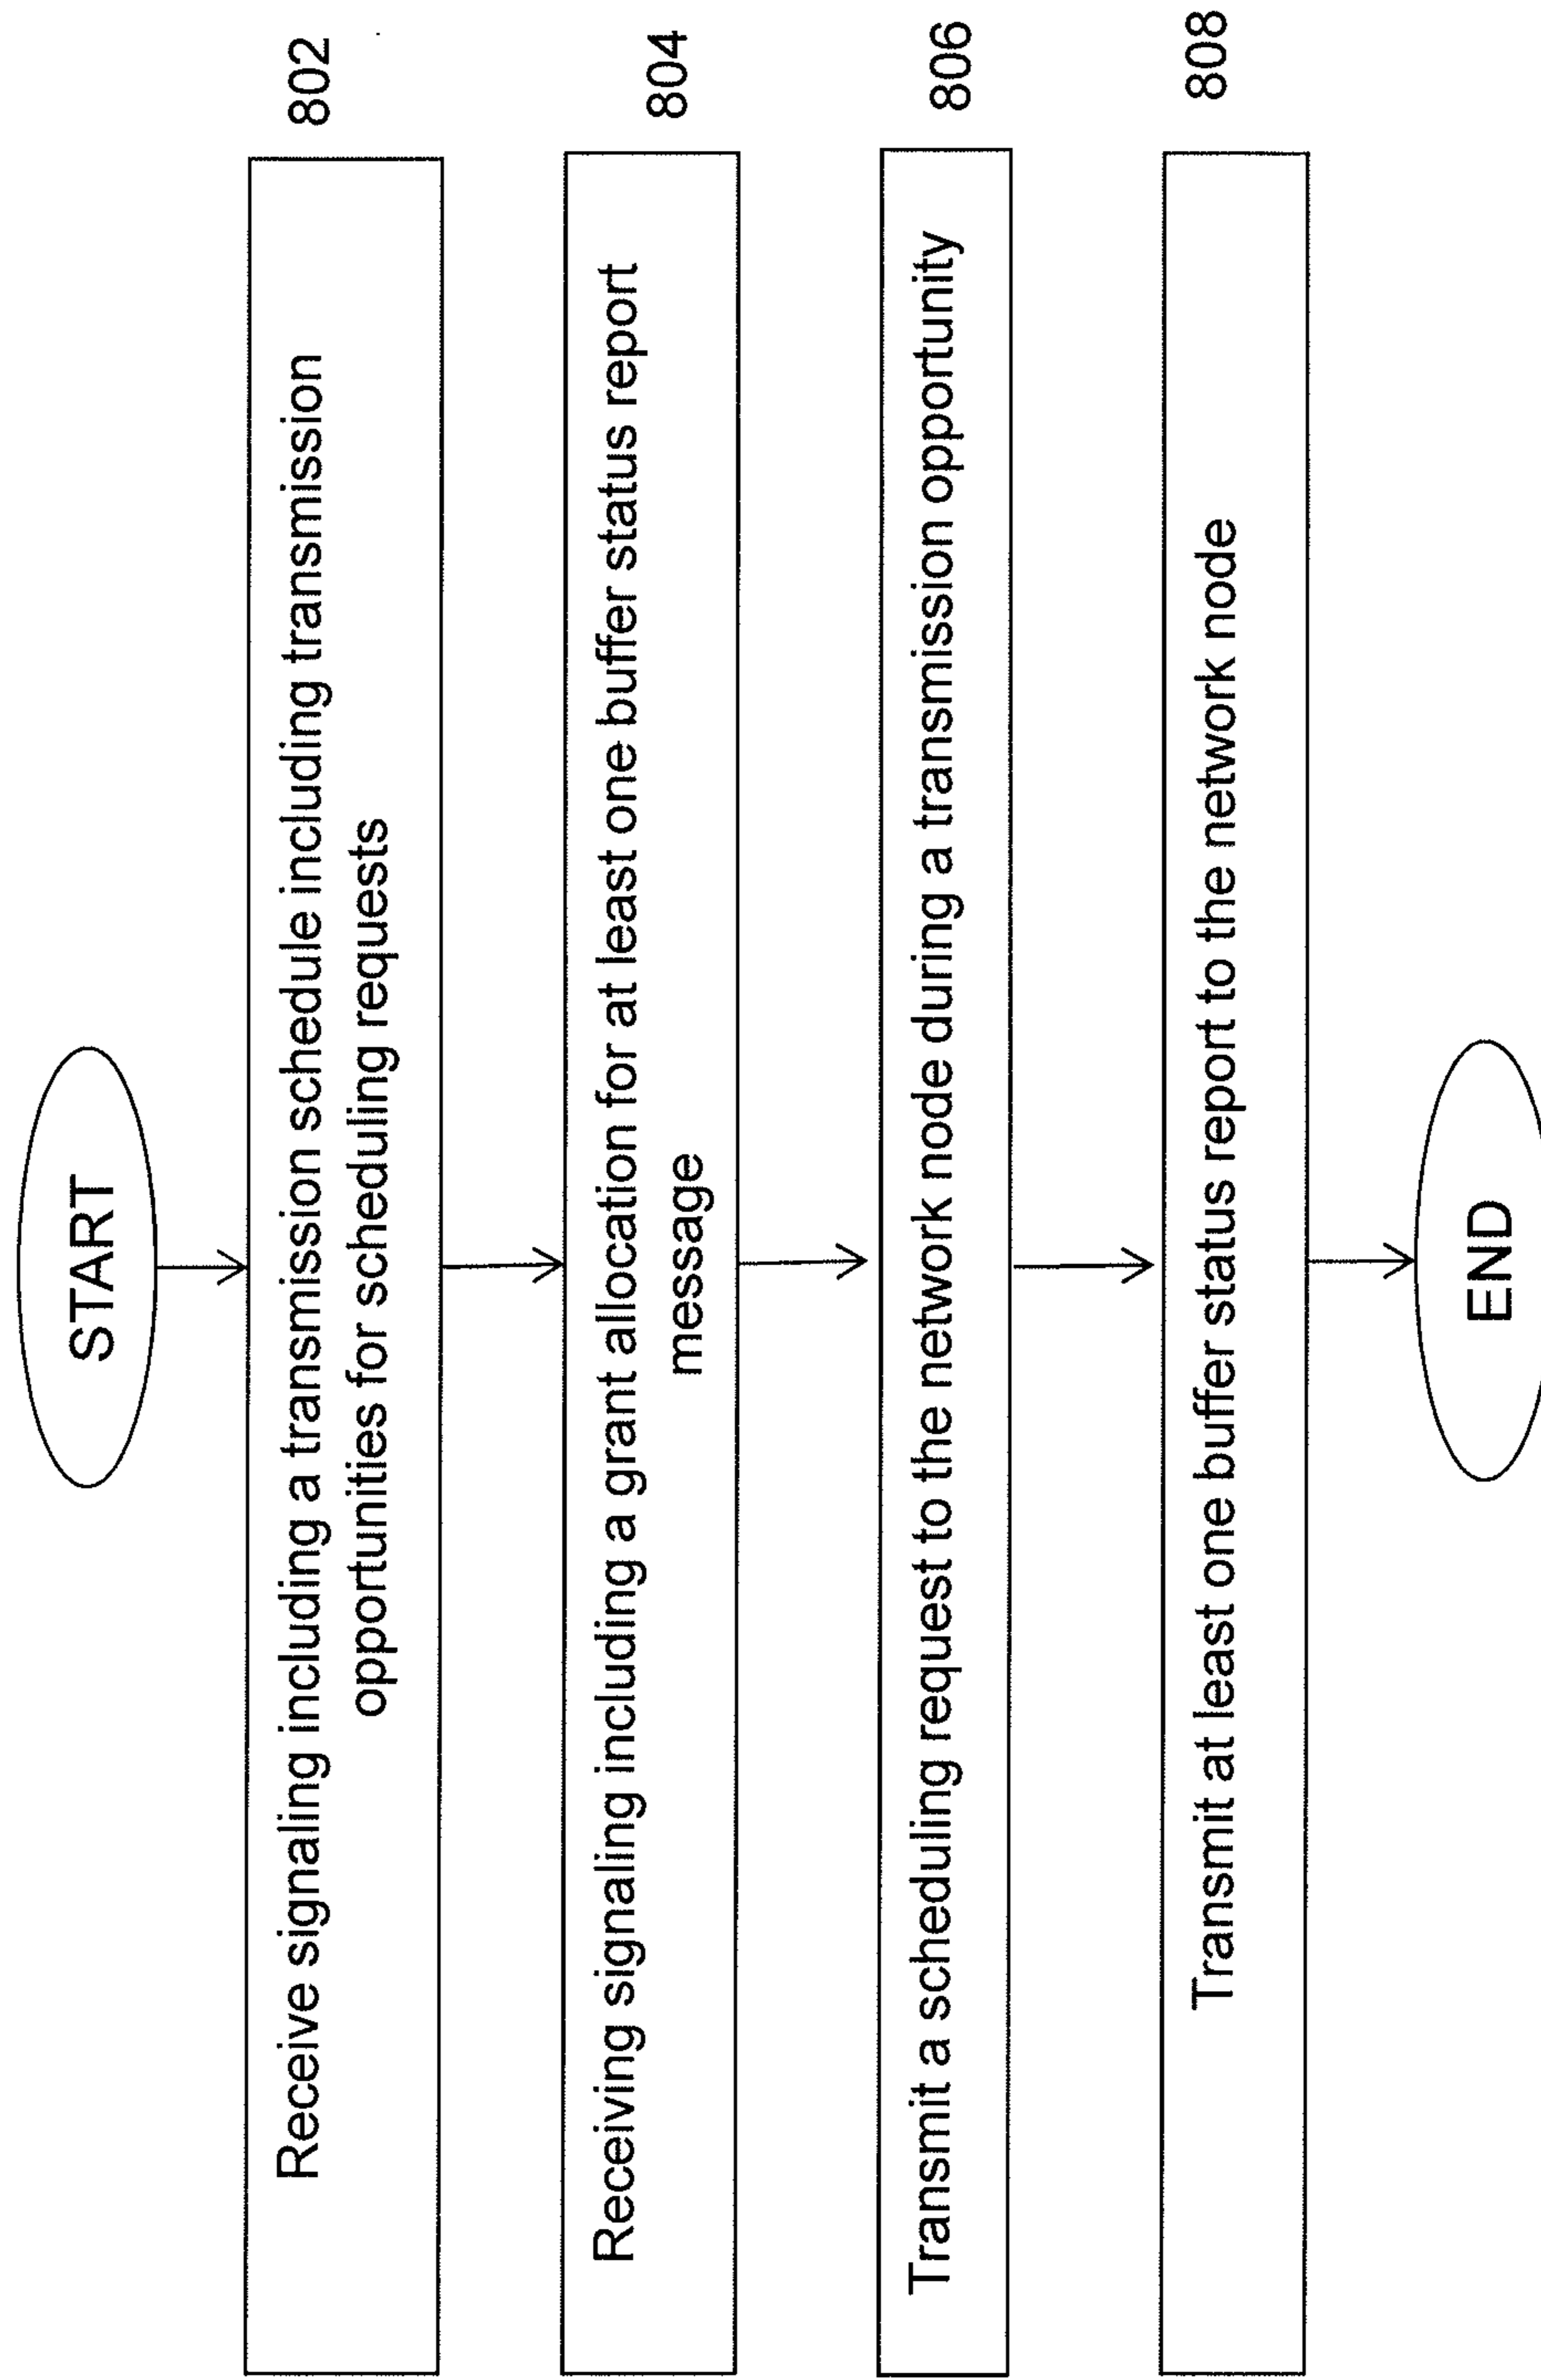 START
Receive signaling including a transmission schedule including transmission
opportunities for scheduling requests
802
Receiving signaling including a grant allocation for at least one buffer status report
message
804
Transmit a scheduling request to the network node during a transmission opportunity
806
Transmit at least one buffer status report to the network node
808
END